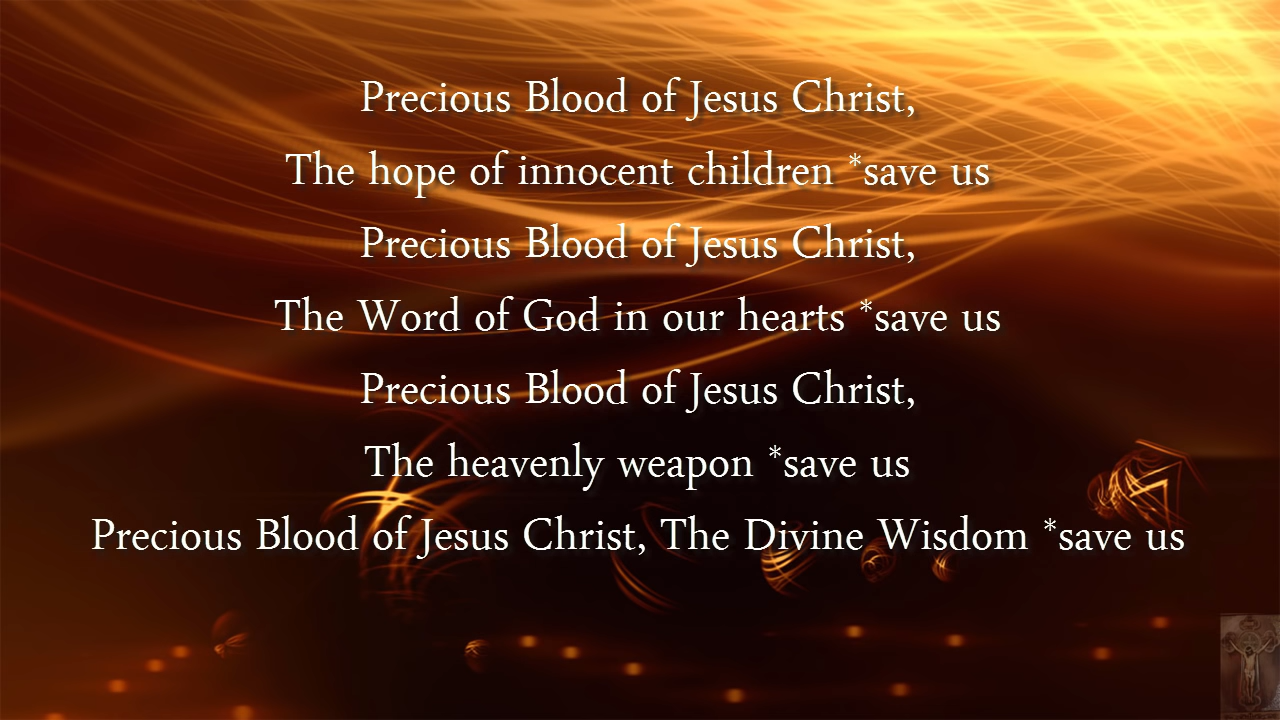 Precious Blood of Jesus Christ,
The hope of innocent children *save us
Precious Blood of Jesus Christ,
The Word of God in our hearts *save us
Precious Blood of Jesus Christ,
The heavenly weapon *save us
Precious Blood of Jesus Christ, The Divine Wisdom *save us